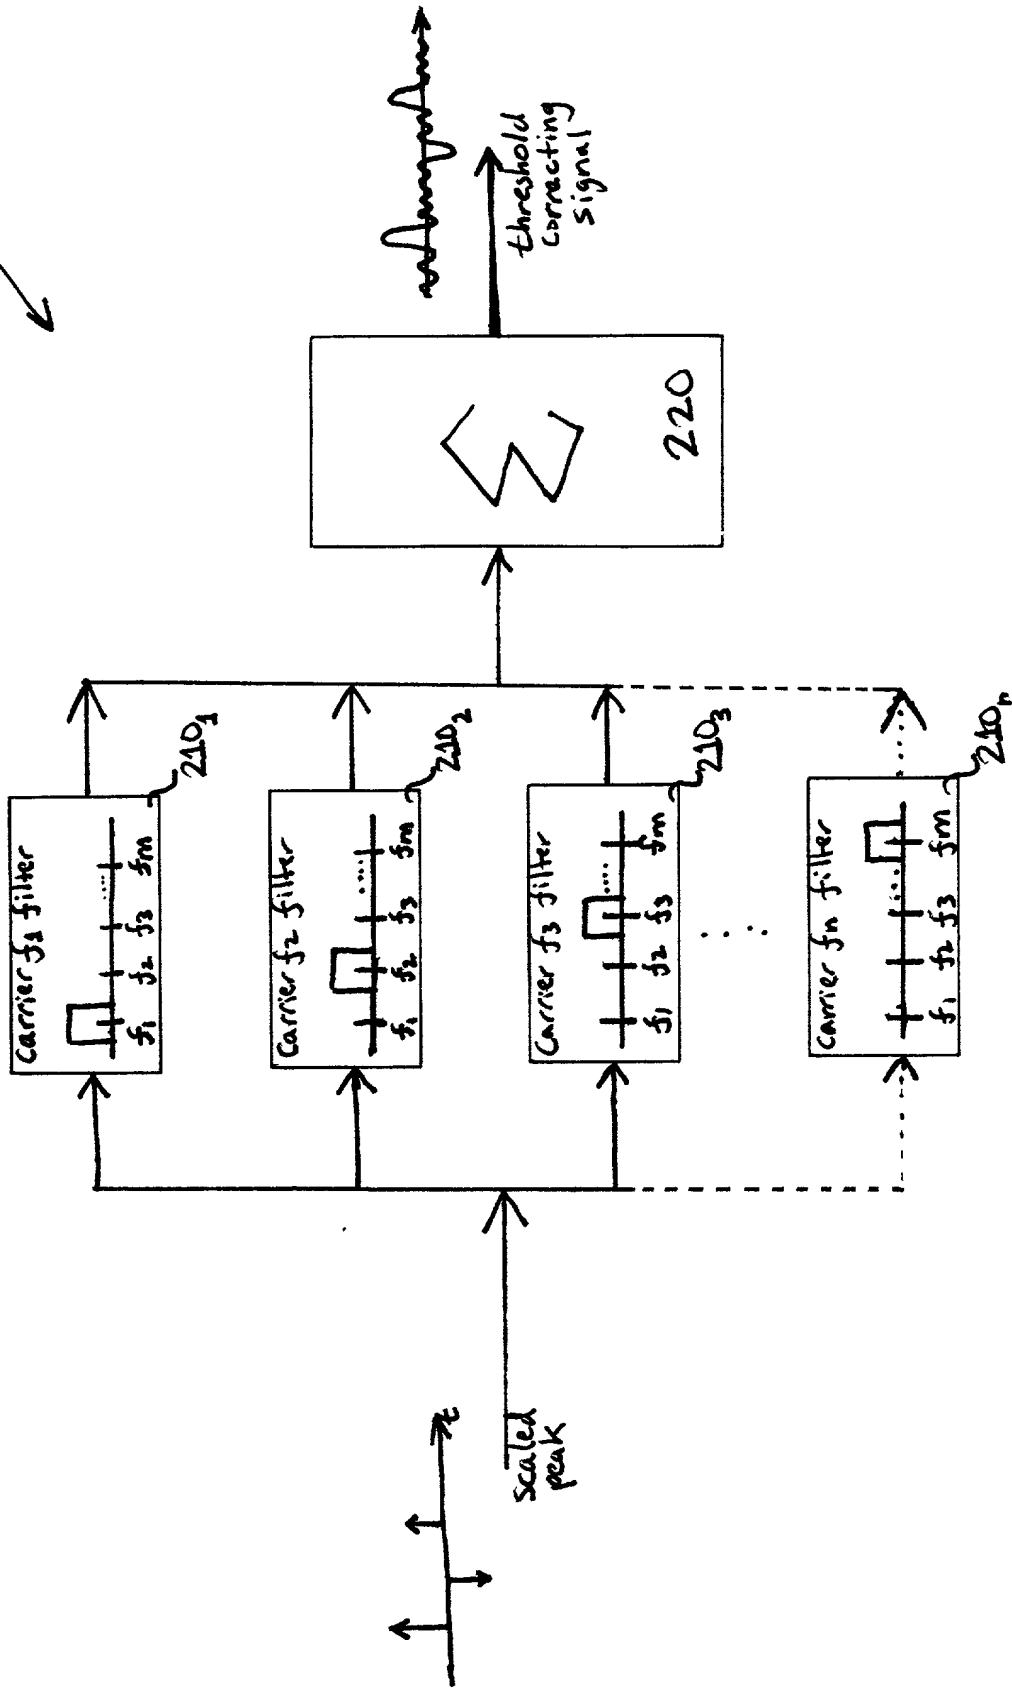 Carrier f1 filter
f1 f2 f3 .... fm
2101
Carrier f2 filter
f1 f2 f3 .... fm
2102
Carrier f3 filter
f1 f2 f3 .... fm
2103
. . . . .
Carrier fn filter
f1 f2 f3 .... fm
210n
t
scaled
peak
Σ
220
threshold
correcting
signal